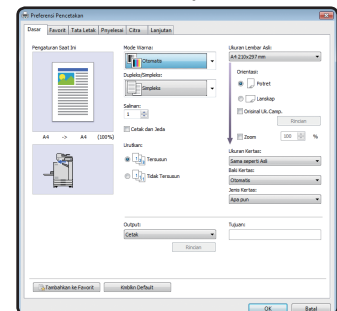 Preferensi Pencetakan
Dasar Favorit Tata Letak Penyelesai Citra Lanjutan
Pengaturan Saat Ini
A4 -> A4 (100%)
Mode Warna:
Otomatis
Dupleks/Simpleks:
Simpleks
Salinan:
1
Cetak dan Jeda
Urutkan:
Tersusun
Tidak Tersusun
Ukuran Lembar Asli:
A4 210x297 mm
Orientasi:
Potret
Lanskap
Orisinal Uk. Camp.
Rincian
Zoom 100 %
Ukurain Kertas:
Sama seperti Asli
Baki Kertas:
Otomatis
Jenis Kertas:
Apa pun
Output:
Cetak
Rincian
Tujuan:
Tambahkan ke Favorit
Kmblkn Default
OK Batal